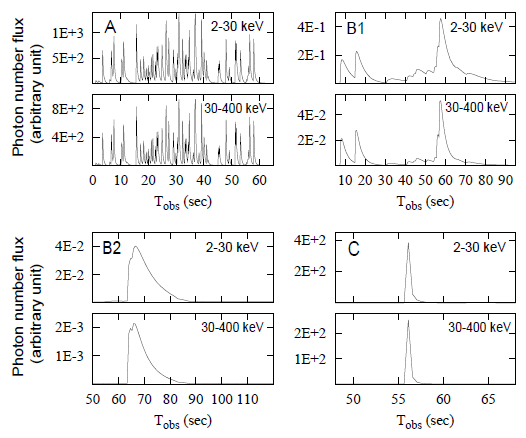 Photon number flux
(arbitrary unit)
A
2-30 keV
1E+3
5E+2
30-400 keV
8E+2
4E+2
0 10 20 30 40 50 60
T_obs (sec)
B1
2-30 keV
4E-1
2E-1
30-400 keV
4E-2
2E-2
10 20 30 40 50 60 70 80 90
T_obs (sec)
Photon number flux
(arbitrary unit)
B2
2-30 keV
4E-2
2E-2
30-400 keV
2E-3
1E-3
50 60 70 80 90 100 110
T_obs (sec)
C
2-30 keV
4E+2
2E+2
30-400 keV
2E+2
1E+2
50 55 60 65
T_obs (sec)